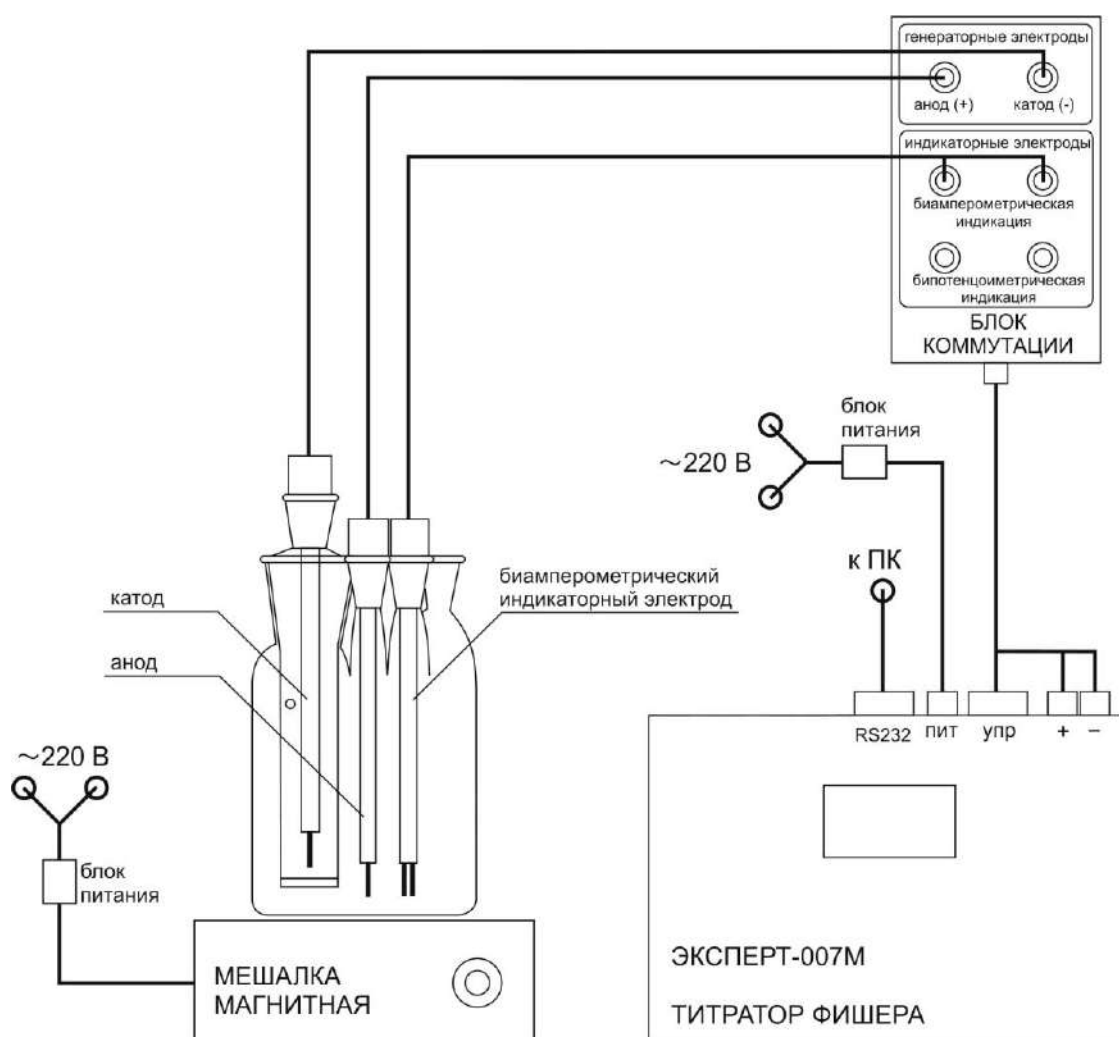 генераторные электроды
анод (+)
катод (-)
индикаторные электроды
биамперометрическая
индикация
бипотенцоиметрическая
индикация
БЛОК
КОММУТАЦИИ
блок
питания
~220 В
к ПК
биамперометрический
индикаторный электрод
катод
анод
RS232
пит
упр
+
−
~220 В
блок
питания
МЕШАЛКА
МАГНИТНАЯ
ЭКСПЕРТ-007М
ТИТРАТОР ФИШЕРА